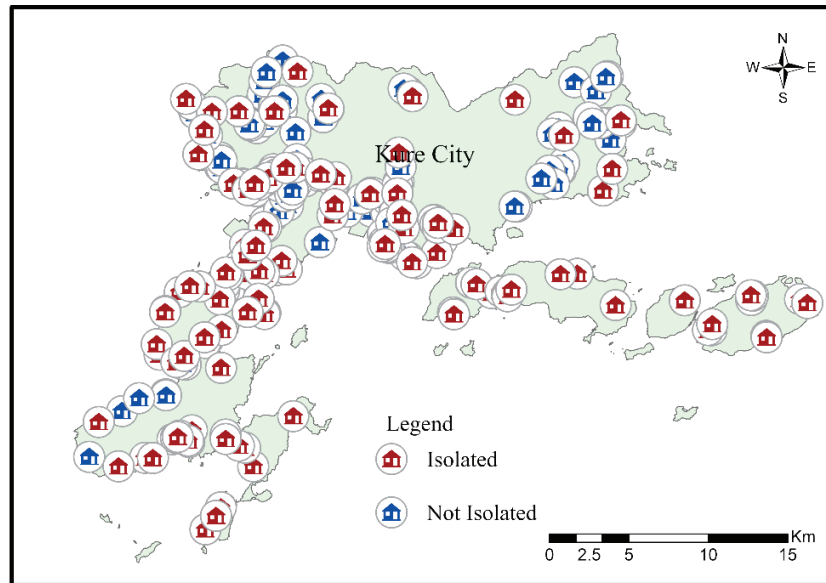 N
W E
S
Kure City
Legend
Isolated
Not Isolated
Km
0 2.5 5 10 15